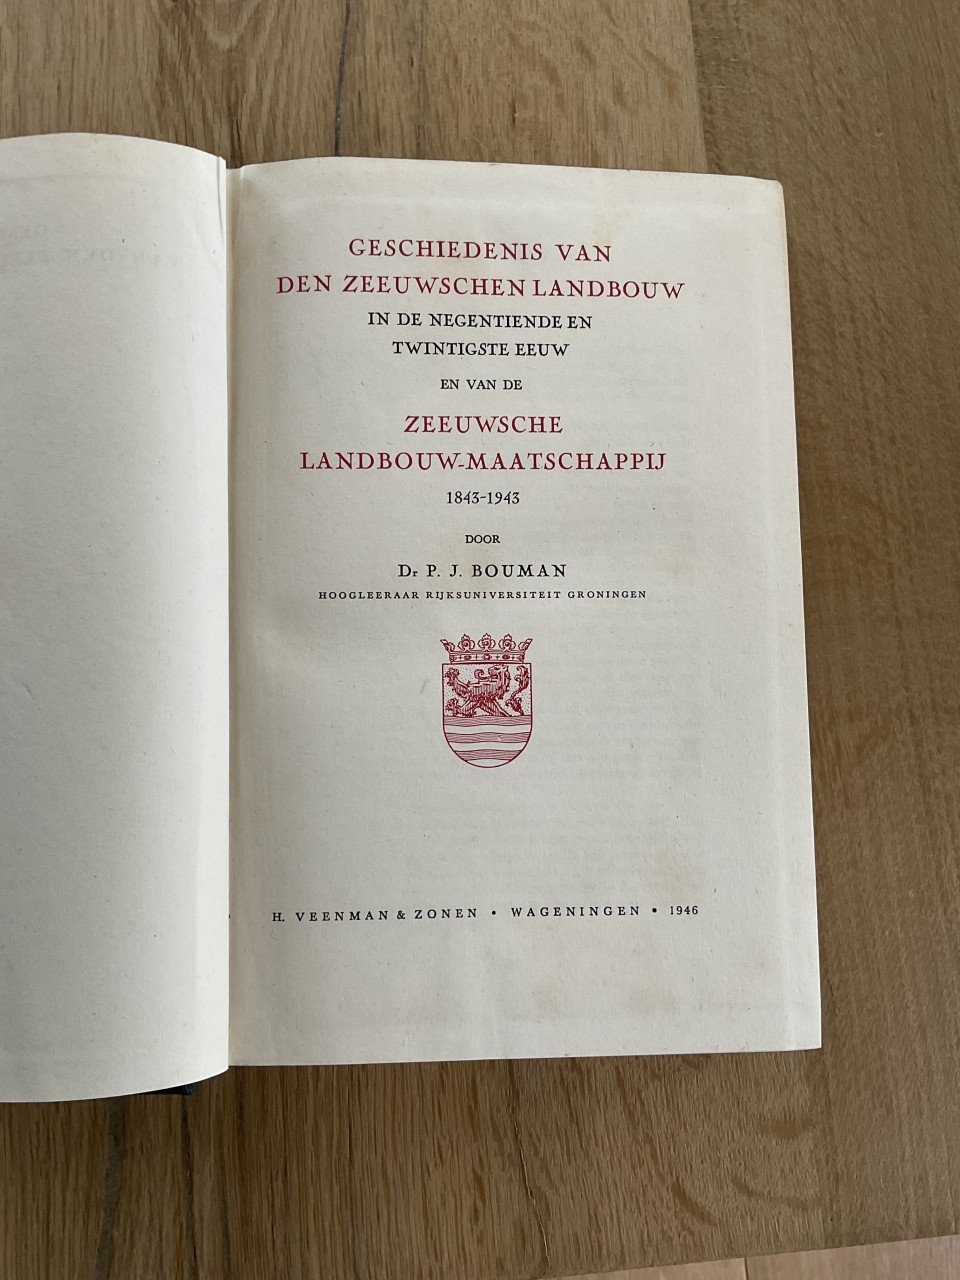 GESCHIEDENIS VAN
DEN ZEEUWSCHEN LANDBOUW
IN DE NEGENTIENDE EN
TWINTIGSTE EEUW
EN VAN DE
ZEEUWSCHE
LANDBOUW-MAATSCHAPPIJ
1843-1943
DOOR
Dr P. J. BOUMAN
HOOGLEERAAR RIJKSUNIVERSITEIT GRONINGEN
H. VEENMAN & ZONEN • WAGENINGEN • 1946